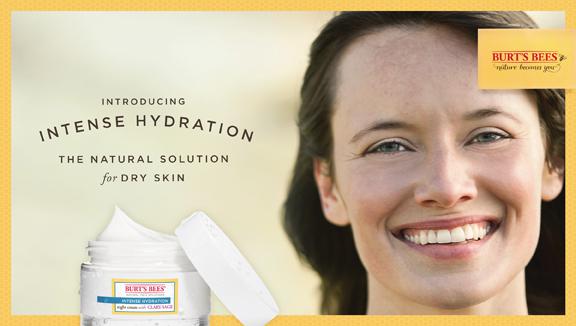 BURT'S BEES
nature becomes you
INTRODUCING
INTENSE HYDRATION
THE NATURAL SOLUTION
for DRY SKIN
BURT'S BEES
INTENSE HYDRATION
night cream with CLARY SAGE